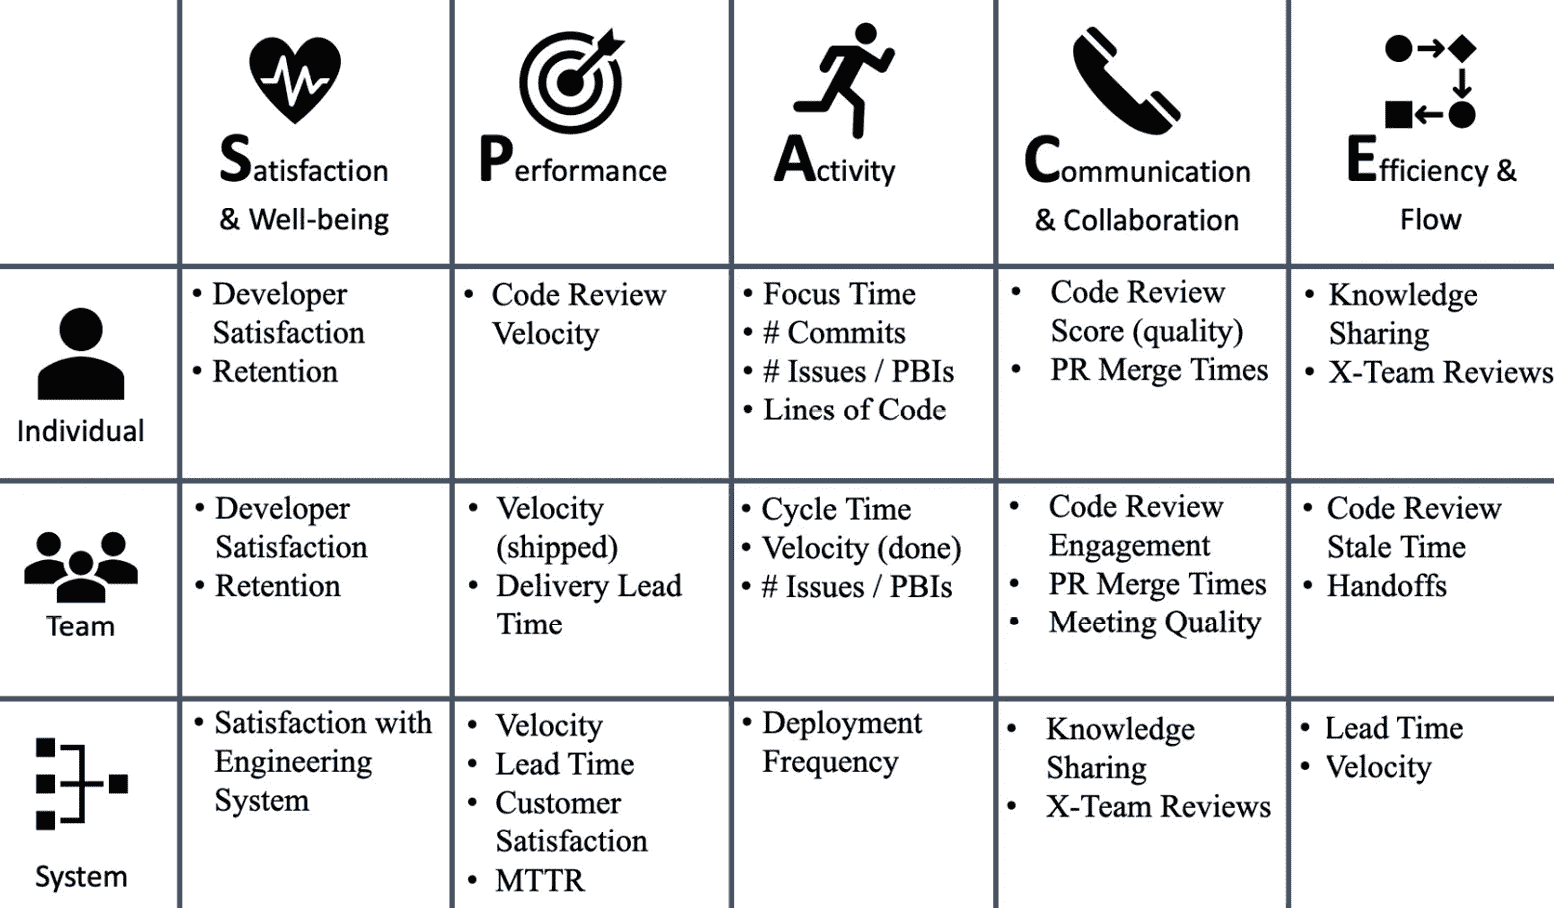 Satisfaction
& Well-being
Performance
Activity
Communication
& Collaboration
Efficiency &
Flow
Individual
• Developer
Satisfaction
• Retention
• Code Review
Velocity
• Focus Time
• # Commits
• # Issues / PBIs
• Lines of Code
• Code Review
Score (quality)
• PR Merge Times
• Knowledge
Sharing
• X-Team Reviews
Team
• Developer
Satisfaction
• Retention
• Velocity
(shipped)
• Delivery Lead
Time
• Cycle Time
• Velocity (done)
• # Issues / PBIs
• Code Review
Engagement
• PR Merge Times
• Meeting Quality
• Code Review
Stale Time
• Handoffs
System
• Satisfaction with
Engineering
System
• Velocity
• Lead Time
• Customer
Satisfaction
• MTTR
• Deployment
Frequency
• Knowledge
Sharing
• X-Team Reviews
• Lead Time
• Velocity